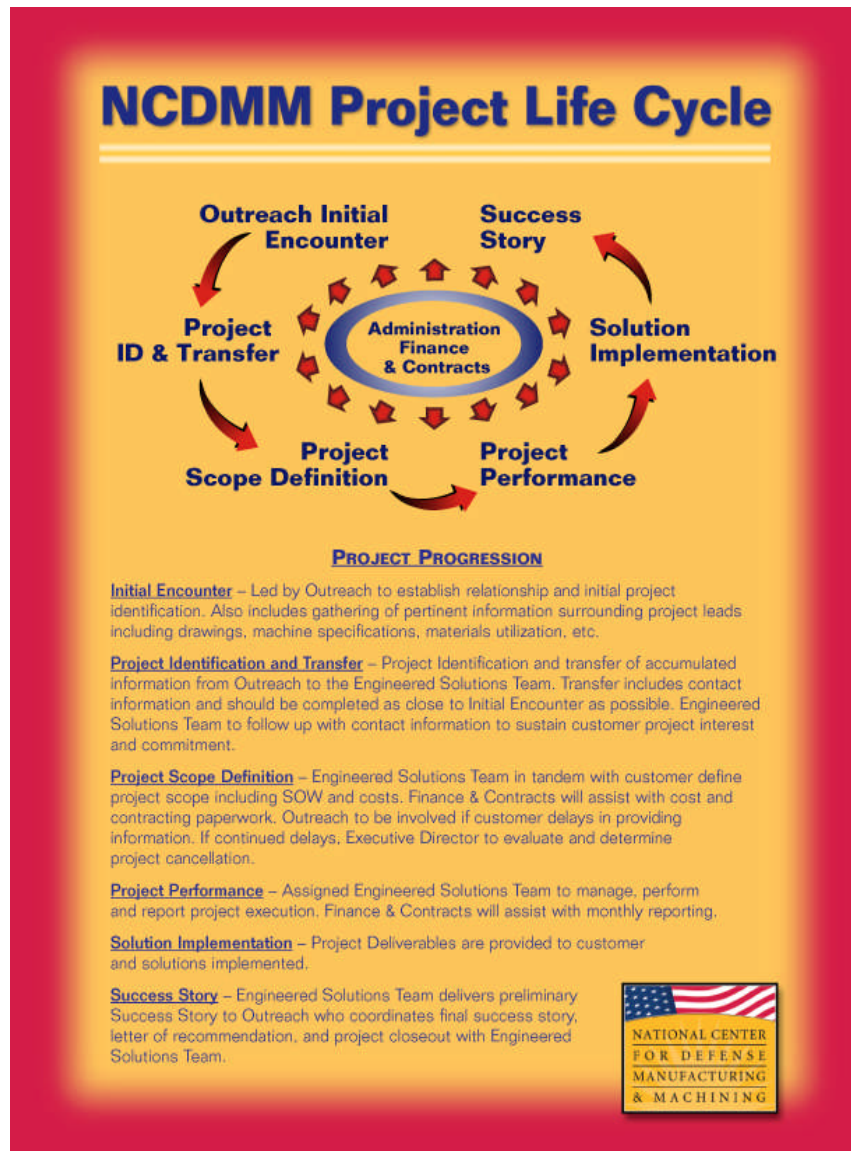 NCDMM Project Life Cycle
Outreach Initial
Encounter
Success
Story
Project
ID & Transfer
Administration
Finance
& Contracts
Solution
Implementation
Project
Scope Definition
Project
Performance
PROJECT PROGRESSION
Initial Encounter – Led by Outreach to establish relationship and initial project
identification. Also includes gathering of pertinent information surrounding project leads
including drawings, machine specifications, materials utilization, etc.
Project Identification and Transfer – Project Identification and transfer of accumulated
information from Outreach to the Engineered Solutions Team. Transfer includes contact
information and should be completed as close to Initial Encounter as possible. Engineered
Solutions Team to follow up with contact information to sustain customer project interest
and commitment.
Project Scope Definition – Engineered Solutions Team in tandem with customer define
project scope including SOW and costs. Finance & Contracts will assist with cost and
contracting paperwork. Outreach to be involved if customer delays in providing
information. If continued delays, Executive Director to evaluate and determine
project cancellation.
Project Performance – Assigned Engineered Solutions Team to manage, perform
and report project execution. Finance & Contracts will assist with monthly reporting.
Solution Implementation – Project Deliverables are provided to customer
and solutions implemented.
Success Story – Engineered Solutions Team delivers preliminary
Success Story to Outreach who coordinates final success story,
letter of recommendation, and project closeout with Engineered
Solutions Team.
NATIONAL CENTER
FOR DEFENSE
MANUFACTURING
& MACHINING